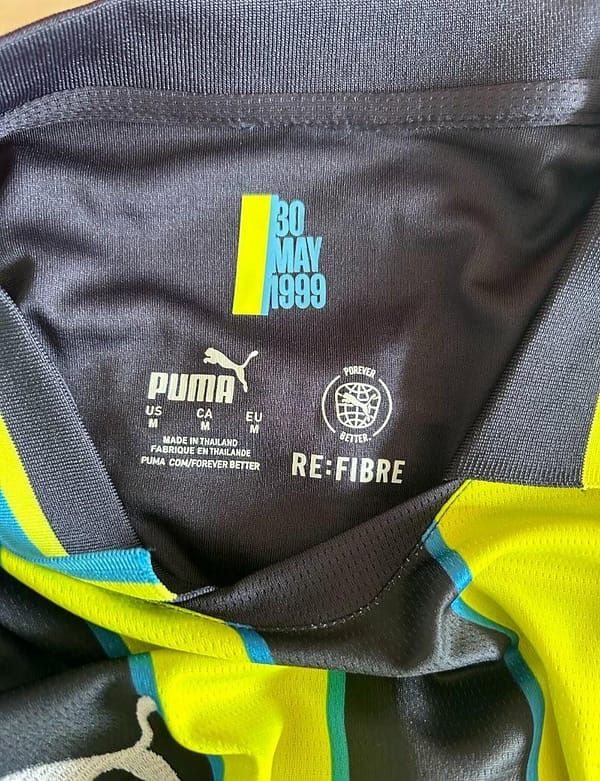 30
MAY
1999
PUMA
US CA EU
M M M
MADE IN THAILAND
FABRIQUE EN THAILANDE
PUMA.COM/FOREVER BETTER
FOREVER
BETTER.
RE:FIBRE